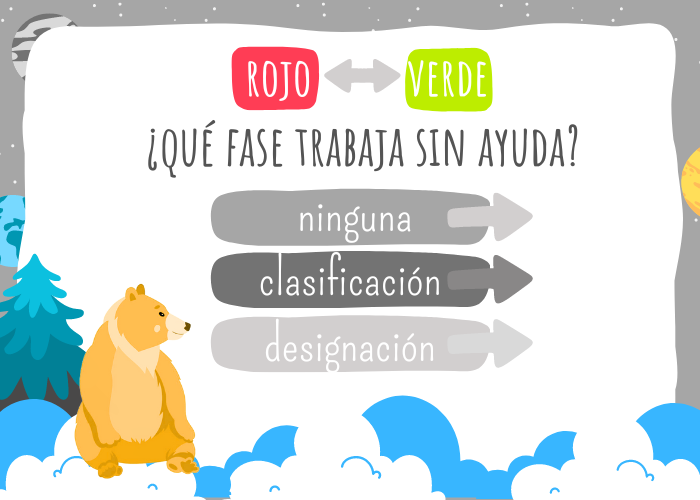 ROJO VERDE
¿QUÉ FASE TRABAJA SIN AYUDA?
ninguna
clasificación
designación